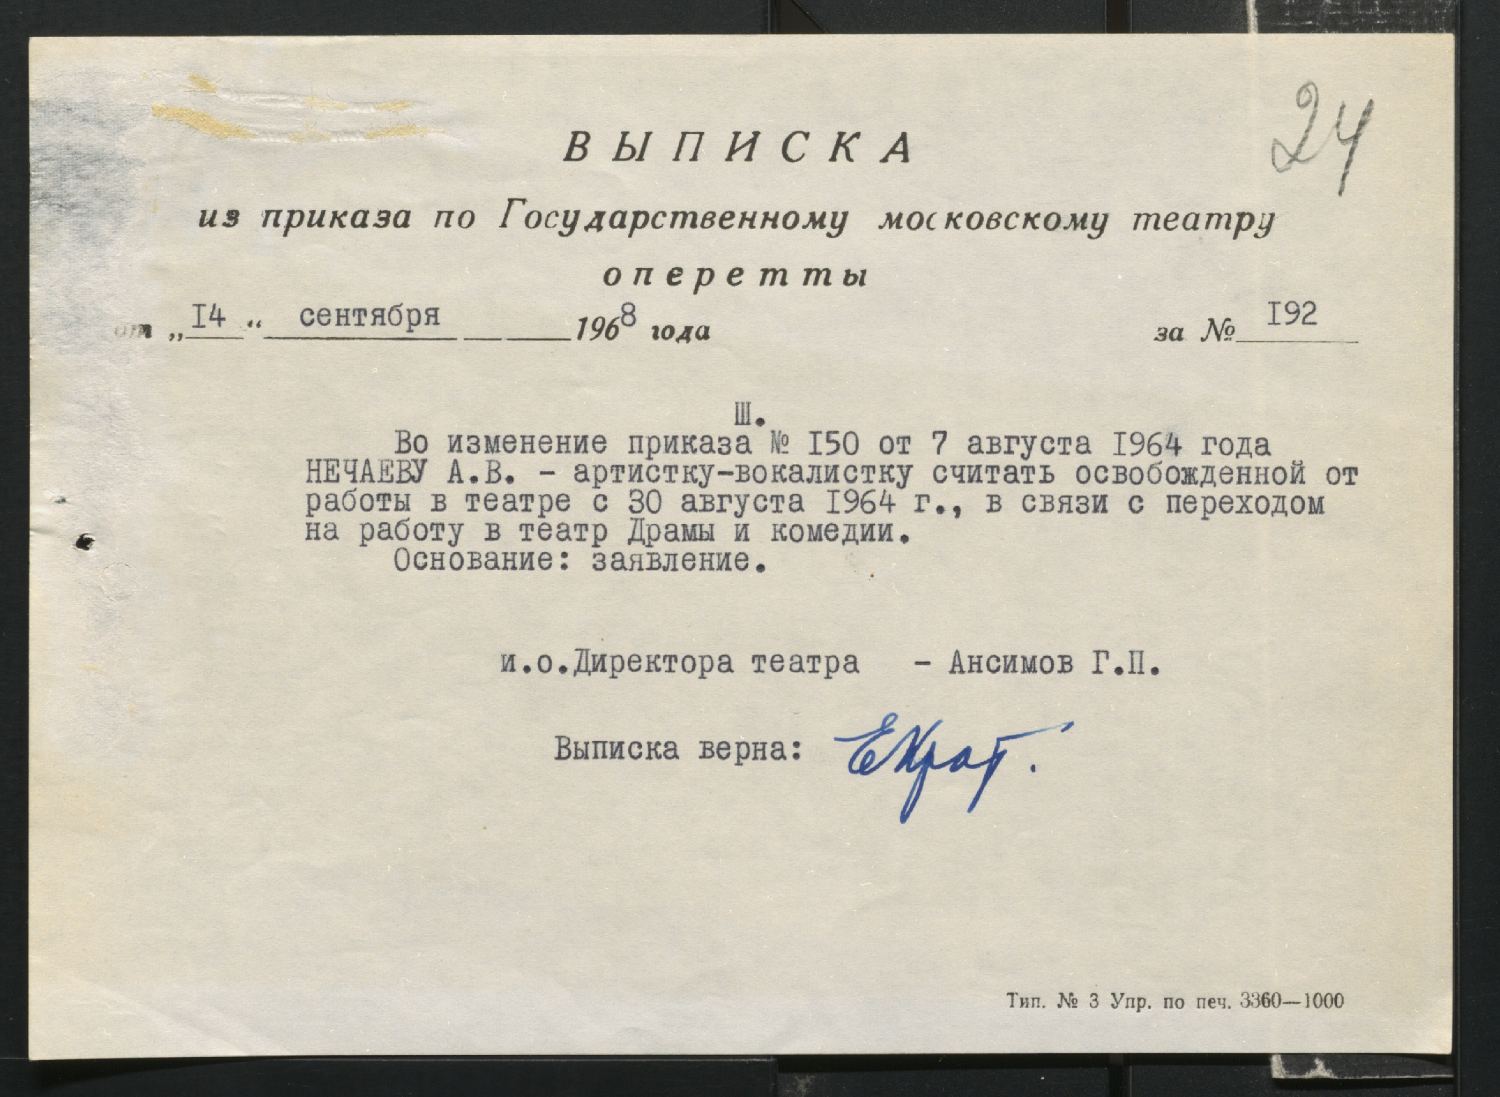 24
ВЫПИСКА
из приказа по Государственному московскому театру
оперетты
от „14“ сентября 1968 года за № I92
Ш.
Во изменение приказа № I50 от 7 августа I964 года
НЕЧАЕВУ А.В. – артистку-вокалистку считать освобожденной от
работы в театре с 30 августа I964 г., в связи с переходом
на работу в театр Драмы и комедии.
Основание: заявление.
и.о.Директора театра – Ансимов Г.П.
Выписка верна:
Тип. № 3 Упр. по печ. 3360—1000